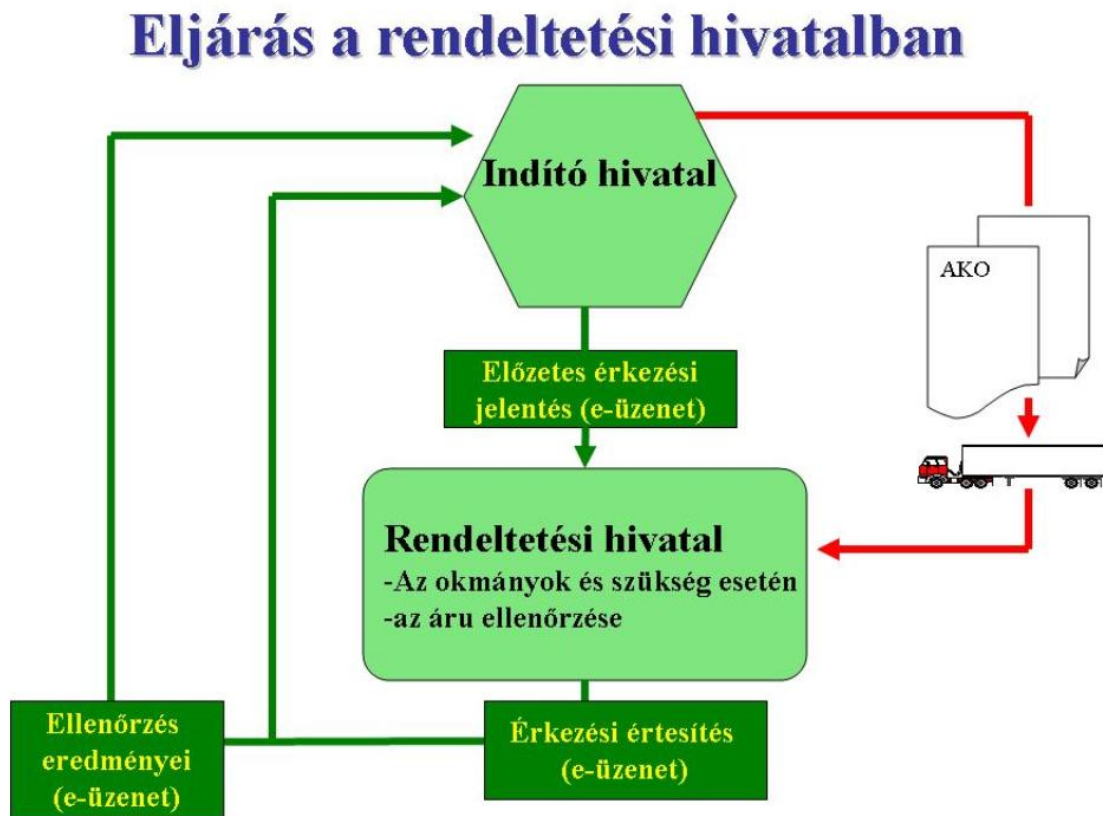 Eljárás a rendeltetési hivatalban
Indító hivatal
AKO
Előzetes érkezési
jelentés (e-üzenet)
Rendeltetési hivatal
-Az okmányok és szükség esetén
-az áru ellenőrzése
Ellenőrzés
eredményei
(e-üzenet)
Érkezési értesítés
(e-üzenet)